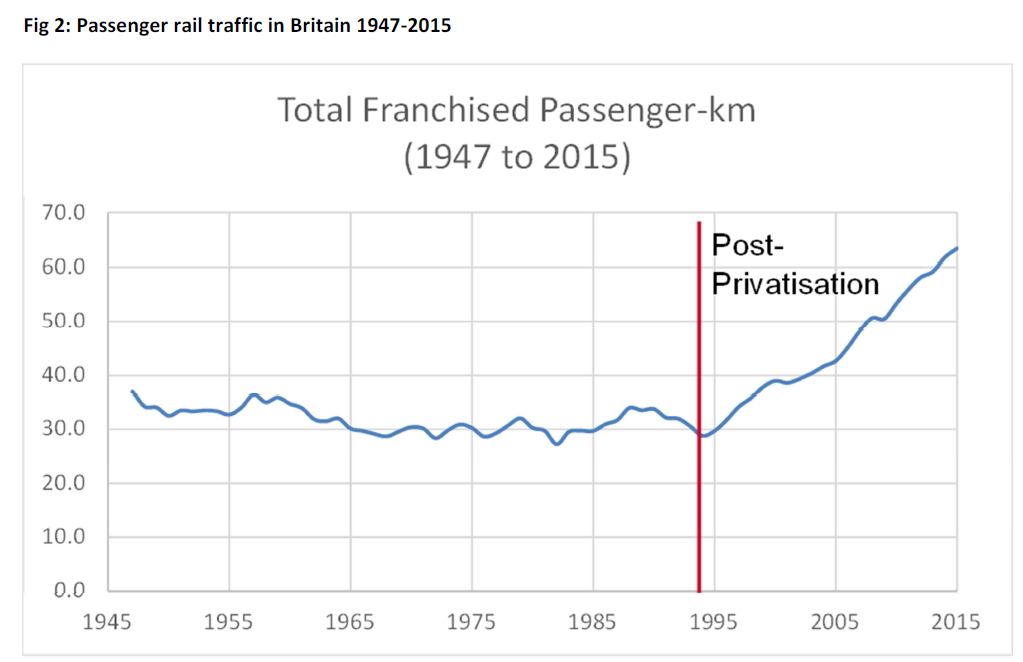 Fig 2: Passenger rail traffic in Britain 1947-2015
Total Franchised Passenger-km
(1947 to 2015)
70.0
60.0
50.0
40.0
30.0
20.0
10.0
0.0
Post-
Privatisation
1945 1955 1965 1975 1985 1995 2005 2015